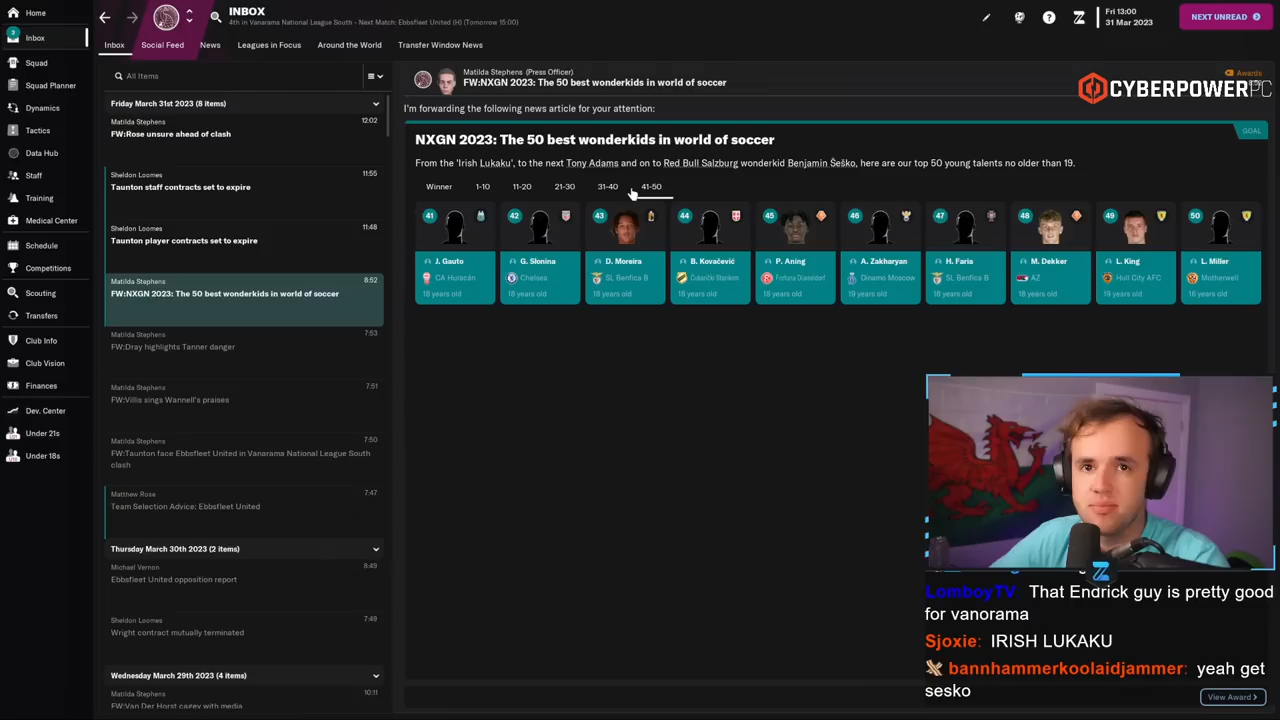 Home
INBOX
4th in Vanarama National League South - Next Match: Ebbsfleet United (H) (Tomorrow 15:00)
Fri 13:00
31 Mar 2023
NEXT UNREAD
3
Inbox
Squad
Squad Planner
Dynamics
Tactics
Data Hub
Staff
Training
Medical Center
Schedule
Competitions
Scouting
Transfers
Club Info
Club Vision
Finances
Dev. Center
Under 21s
Under 18s
Inbox
Social Feed
News
Leagues in Focus
Around the World
Transfer Window News
All Items
Friday March 31st 2023 (8 items)
Matilda Stephens
12:02
FW:Rose unsure ahead of clash
Sheldon Loomes
11:55
Taunton staff contracts set to expire
Sheldon Loomes
11:48
Taunton player contracts set to expire
Matilda Stephens
8:52
FW:NXGN 2023: The 50 best wonderkids in world of soccer
Matilda Stephens
7:53
FW:Dray highlights Tanner danger
Matilda Stephens
7:51
FW:Villis sings Wannell's praises
Matilda Stephens
7:50
FW:Taunton face Ebbsfleet United in Vanarama National League South
clash
Matthew Rose
7:47
Team Selection Advice: Ebbsfleet United
Thursday March 30th 2023 (2 items)
Michael Vernon
8:49
Ebbsfleet United opposition report
Sheldon Loomes
7:49
Wright contract mutually terminated
Wednesday March 29th 2023 (4 items)
Matilda Stephens
10:11
FW:Van Der Horst cagey with media
Matilda Stephens (Press Officer)
FW:NXGN 2023: The 50 best wonderkids in world of soccer
Awards
CYBERPOWERPC
I'm forwarding the following news article for your attention:
NXGN 2023: The 50 best wonderkids in world of soccer
GOAL
From the 'Irish Lukaku', to the next Tony Adams and on to Red Bull Salzburg wonderkid Benjamin Šeško, here are our top 50 young talents no older than 19.
Winner
1-10
11-20
21-30
31-40
41-50
41
42
43
44
45
46
47
48
49
50
J. Gauto
G. Slonina
D. Moreira
B. Kovačević
P. Aning
A. Zakharyan
H. Faria
M. Dekker
L. King
L. Miller
CA Huracán
Chelsea
SL Benfica B
Čukarički Stankom
Fortuna Düsseldorf
Dinamo Moscow
SL Benfica B
AZ
Hull City AFC
Motherwell
18 years old
18 years old
18 years old
18 years old
18 years old
19 years old
18 years old
18 years old
19 years old
16 years old
LomboyTV That Endrick guy is pretty good
for vanorama
Sjoxie: IRISH LUKAKU
bannhammerkoolaidjammer: yeah get
sesko
View Award